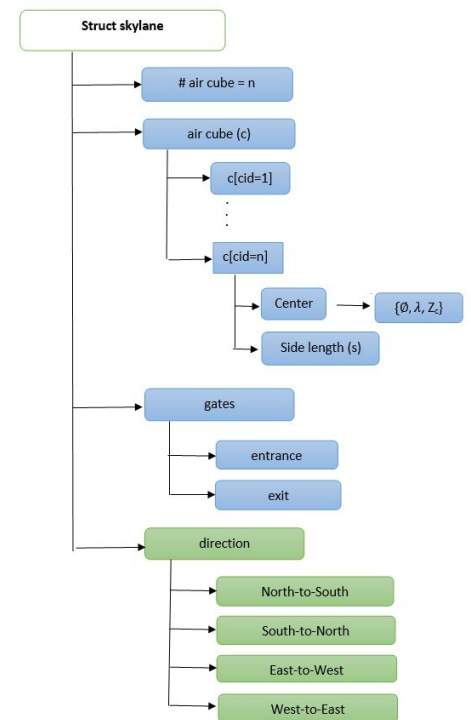 Struct skylane
# air cube = n
air cube (c)
c[cid=1]
.
.
.
c[cid=n]
Center
{Ø, λ, Zc}
Side length (s)
gates
entrance
exit
direction
North-to-South
South-to-North
East-to-West
West-to-East